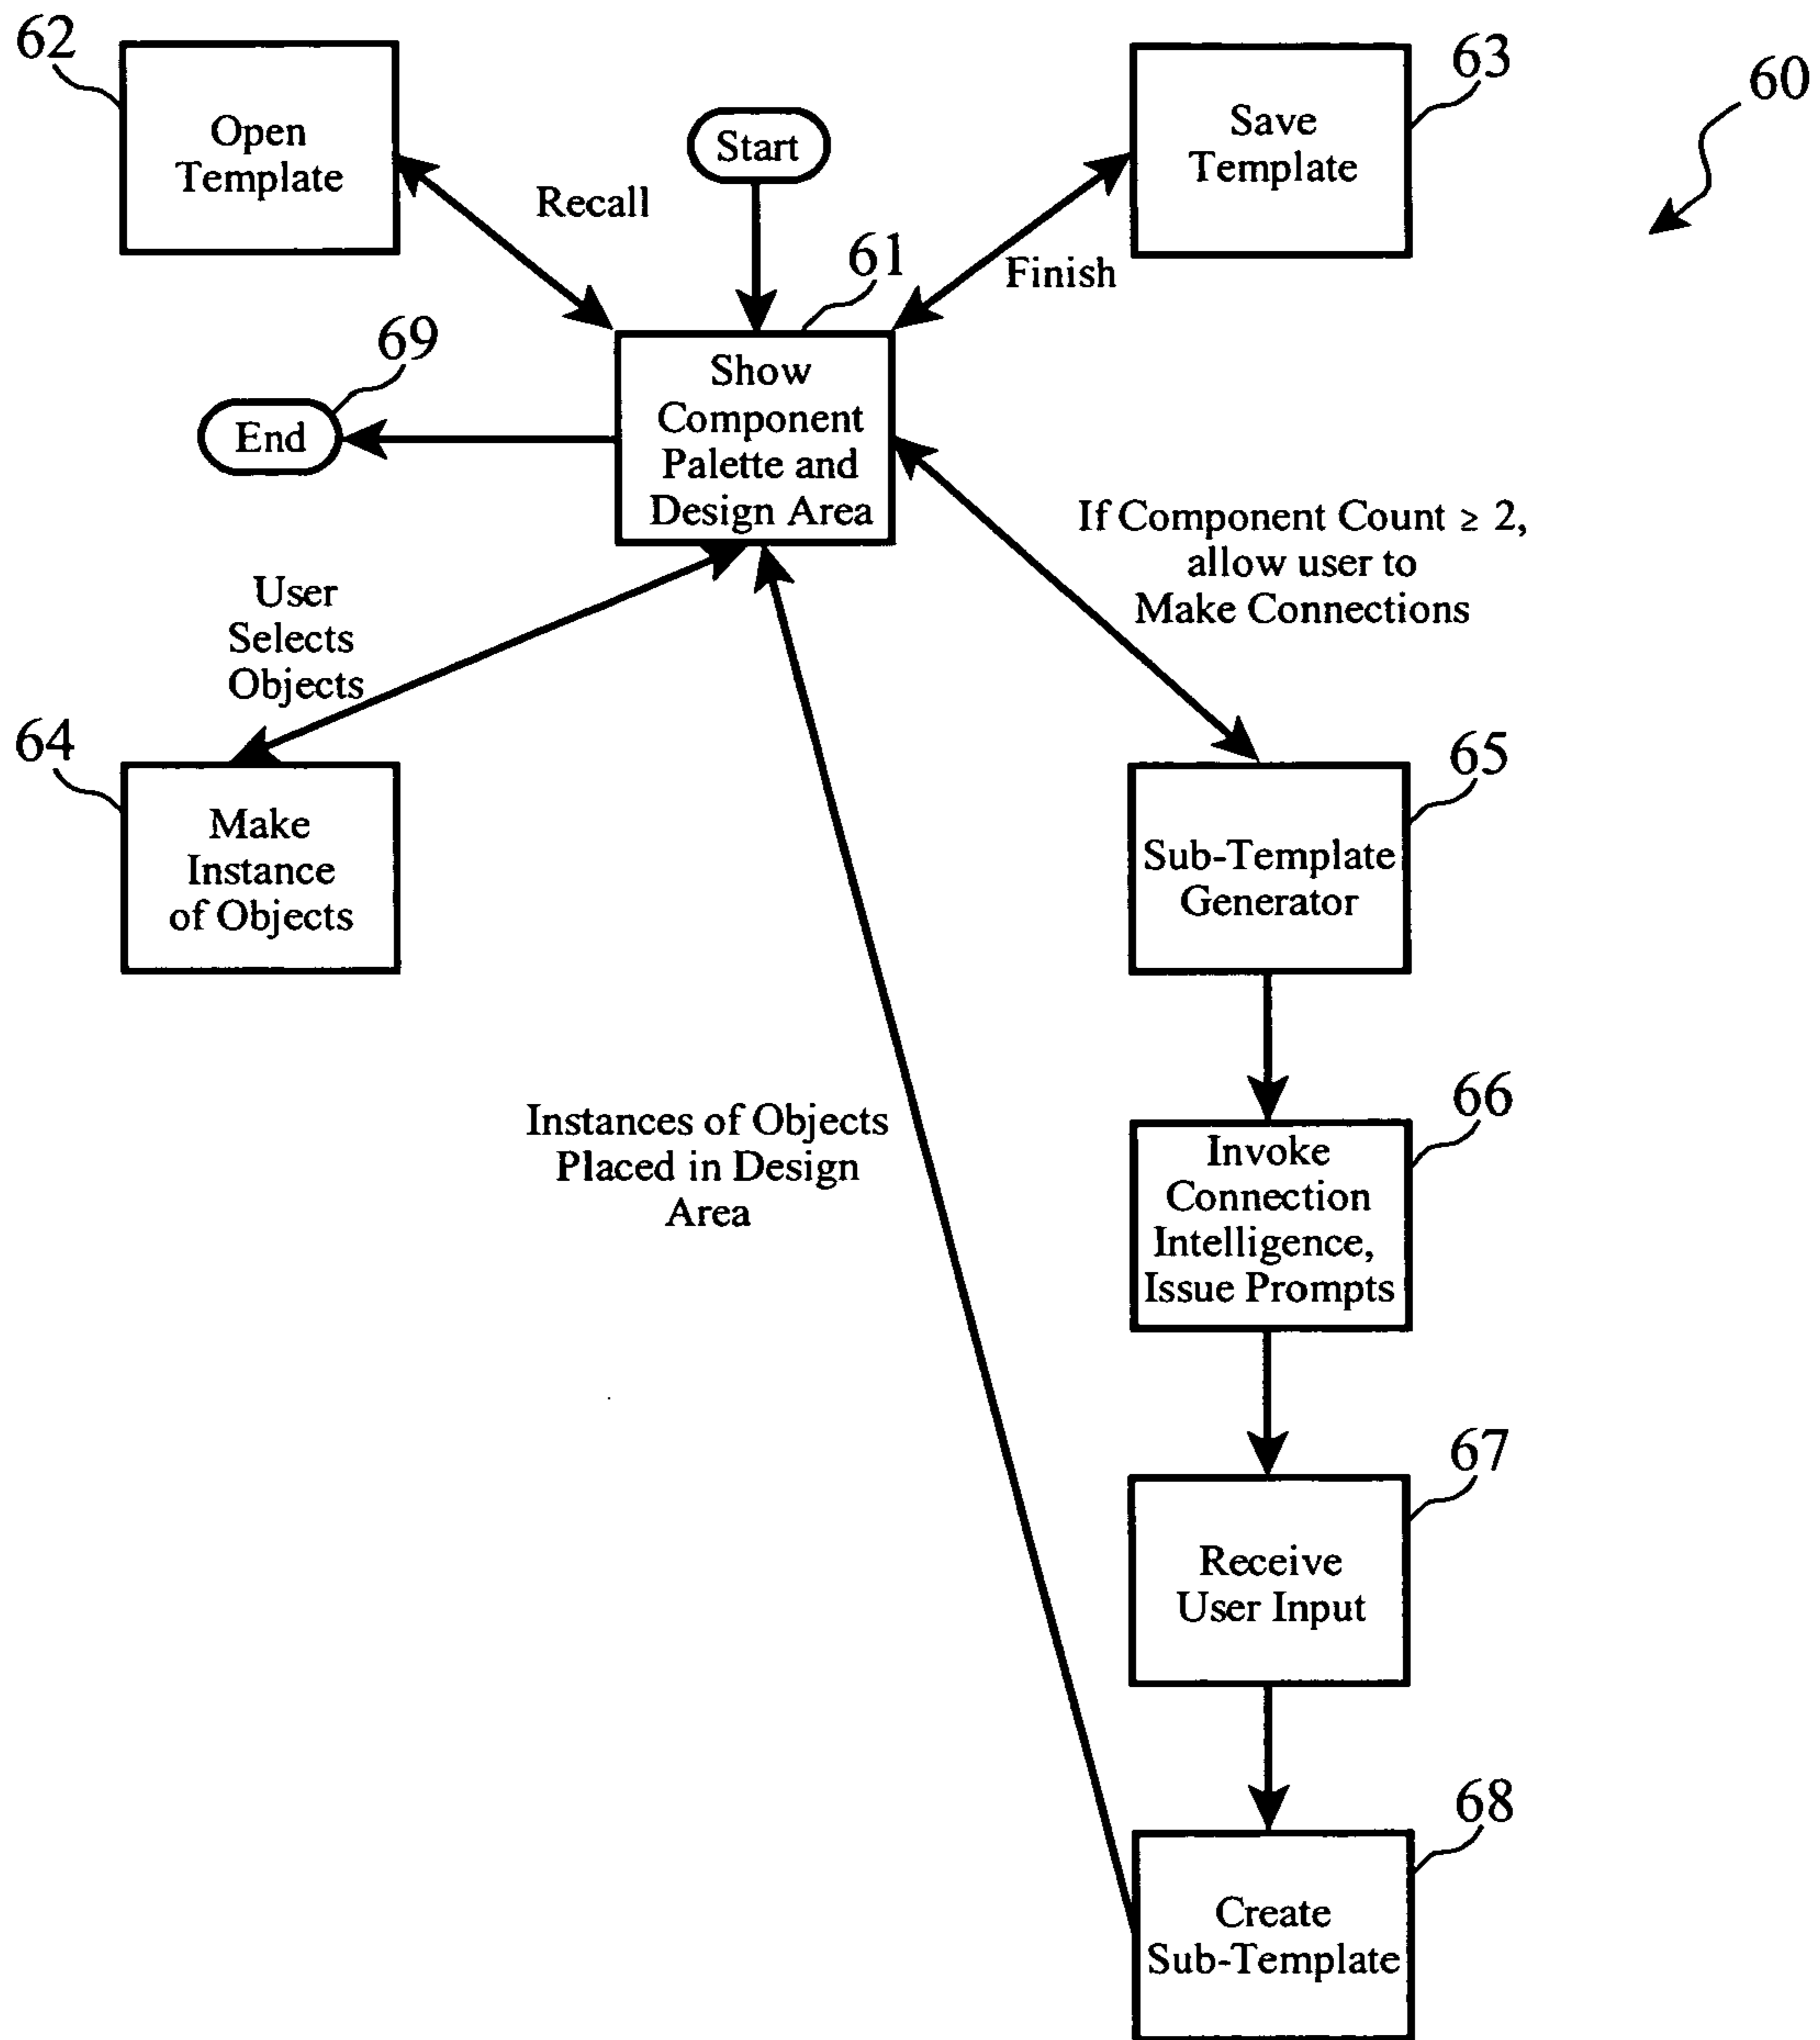 62
Open
Template
Recall
Start
63
Save
Template
60
Finish
61
Show
Component
Palette and
Design Area
69
End
If Component Count ≥ 2,
allow user to
Make Connections
User
Selects
Objects
64
Make
Instance
of Objects
65
Sub-Template
Generator
Instances of Objects
Placed in Design
Area
66
Invoke
Connection
Intelligence,
Issue Prompts
67
Receive
User Input
68
Create
Sub-Template